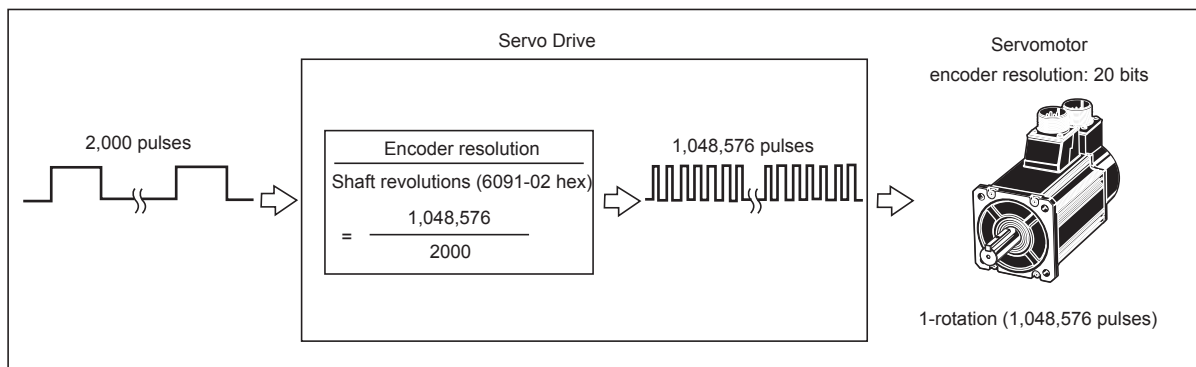 Servo Drive
Servomotor
encoder resolution: 20 bits
2,000 pulses
Encoder resolution
Shaft revolutions (6091-02 hex)
=
1,048,576
2000
1,048,576 pulses
1-rotation (1,048,576 pulses)